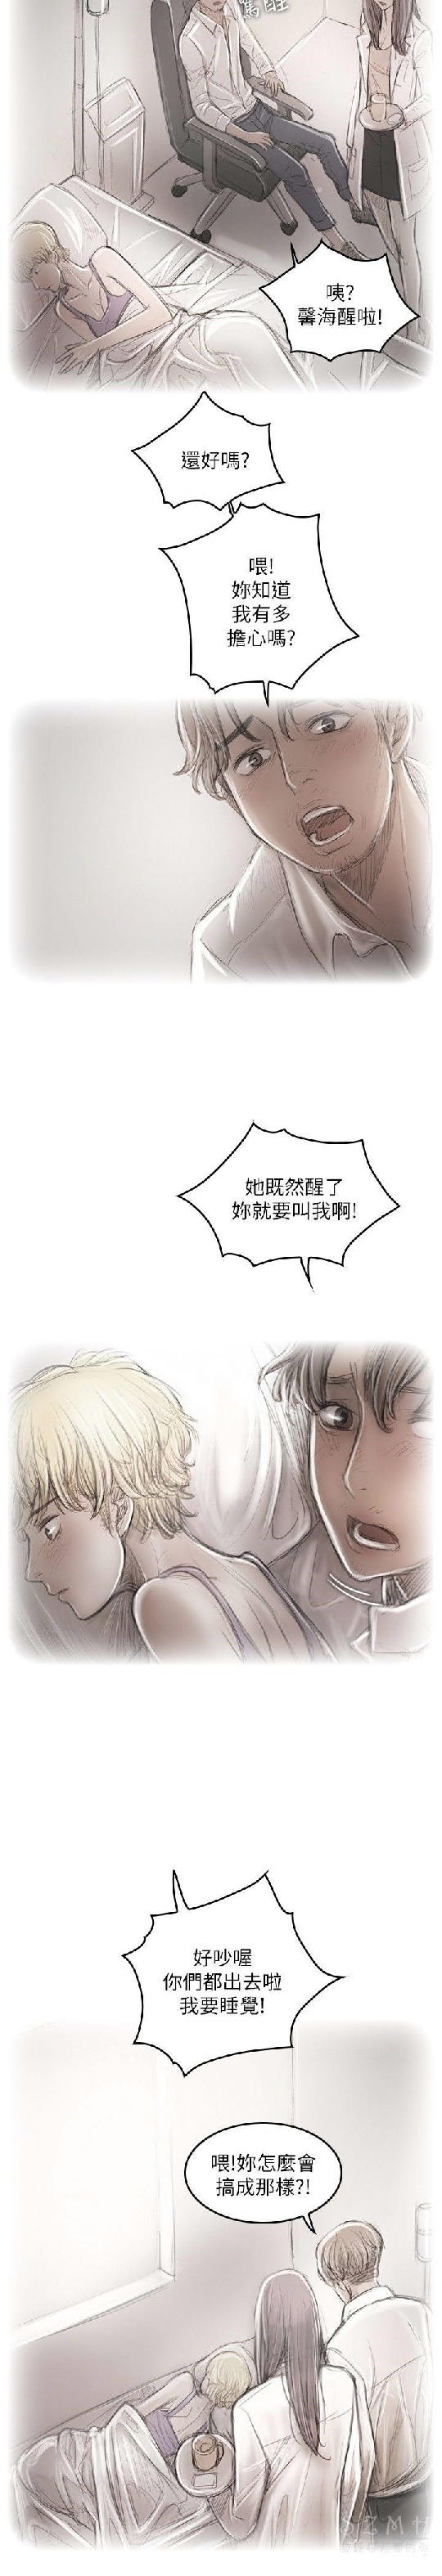 咦?
馨海醒啦!
還好嗎?
喂!
妳知道
我有多
擔心嗎?
她既然醒了
妳就要叫我啊!
好吵喔
你們都出去啦
我要睡覺!
喂!妳怎麼會
搞成那樣?!